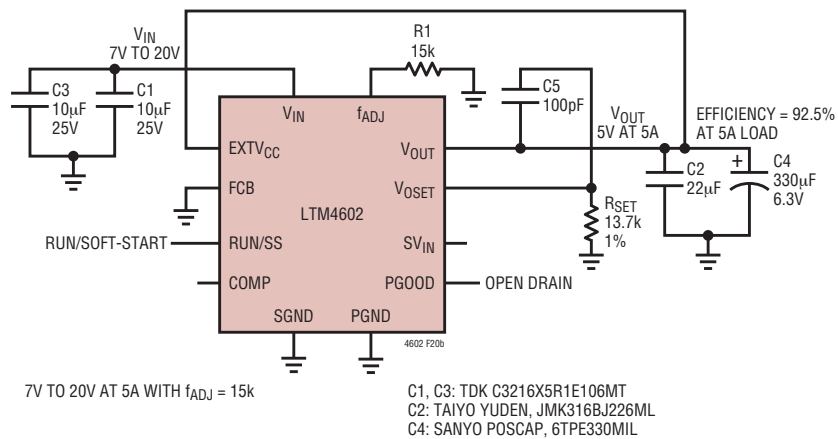 VIN
7V TO 20V
R1
15k
C3
10µF
25V
C1
10µF
25V
C5
100pF
VOUT
5V AT 5A
EFFICIENCY = 92.5%
AT 5A LOAD
VIN
fADJ
EXTVCC
VOUT
FCB
VOSET
LTM4602
RUN/SOFT-START
RUN/SS
SVIN
COMP
PGOOD
OPEN DRAIN
SGND
PGND
C2
22µF
+
C4
330µF
6.3V
RSET
13.7k
1%
4602 F20b
7V TO 20V AT 5A WITH fADJ = 15k
C1, C3: TDK C3216X5R1E106MT
C2: TAIYO YUDEN, JMK316BJ226ML
C4: SANYO POSCAP, 6TPE330MIL